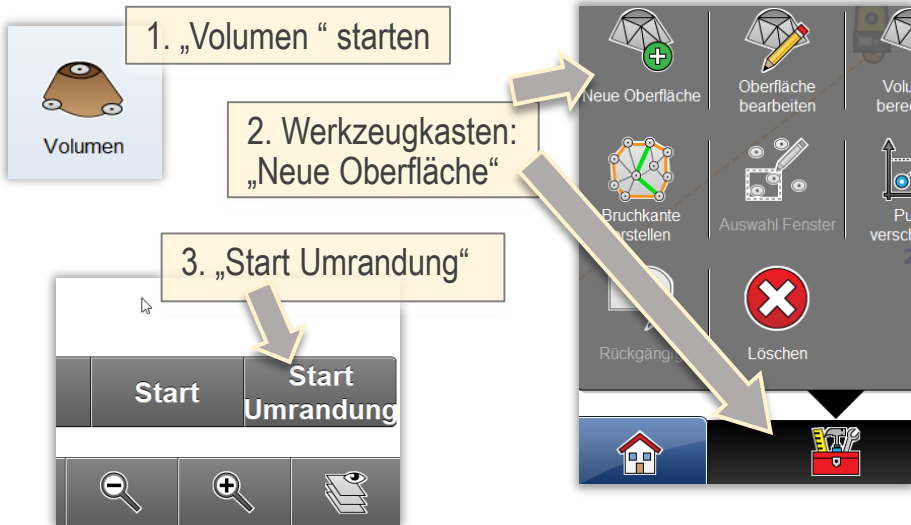 1. „Volumen “ starten
Volumen
2. Werkzeugkasten:
„Neue Oberfläche“
3. „Start Umrandung“
Start
Start
Umrandung
Neue Oberfläche
Oberfläche
bearbeiten
Bruchkante
Auswahl Fenster
Löschen